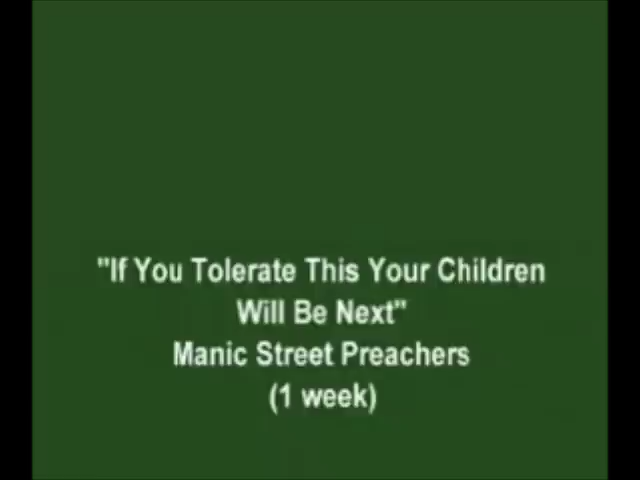 "If You Tolerate This Your Children
Will Be Next"
Manic Street Preachers
(1 week)